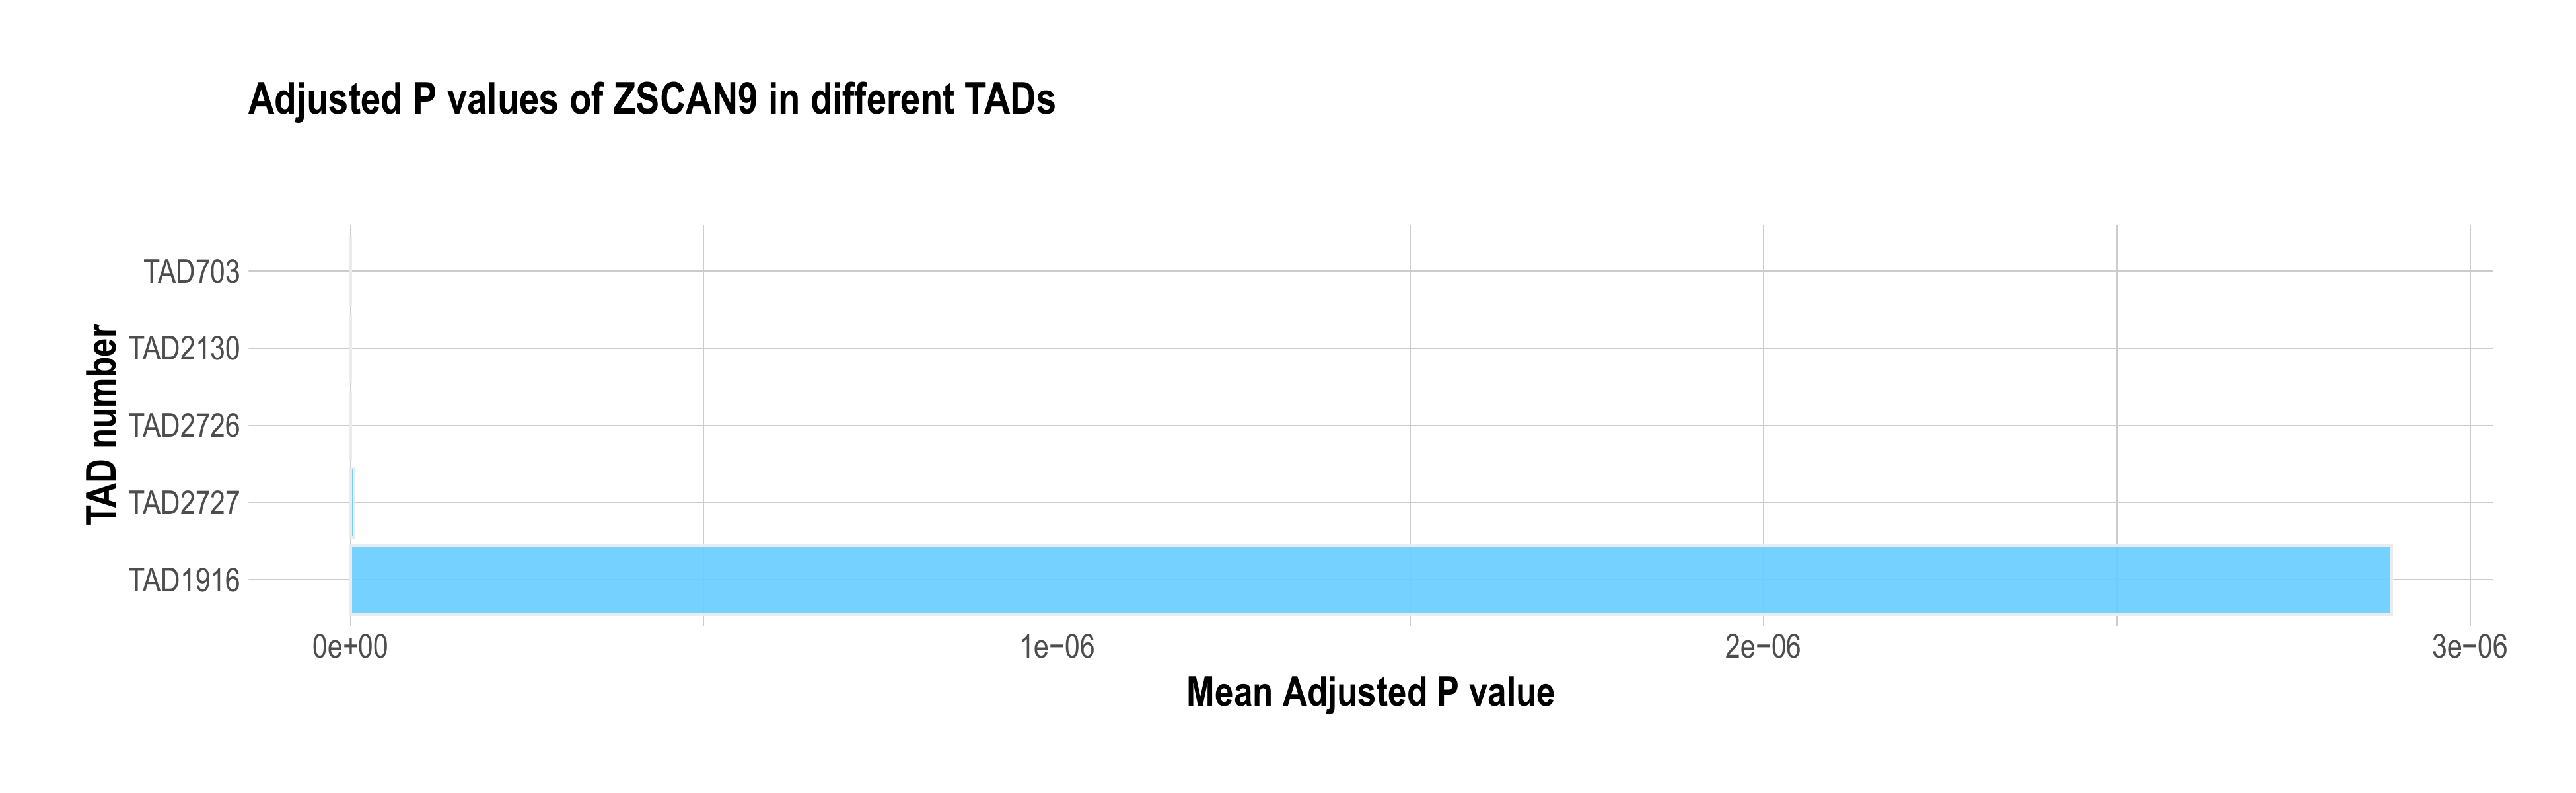 Adjusted P values of ZSCAN9 in different TADs
TAD number
TAD703
TAD2130
TAD2726
TAD2727
TAD1916
0e+00
1e−06
2e−06
3e−06
Mean Adjusted P value